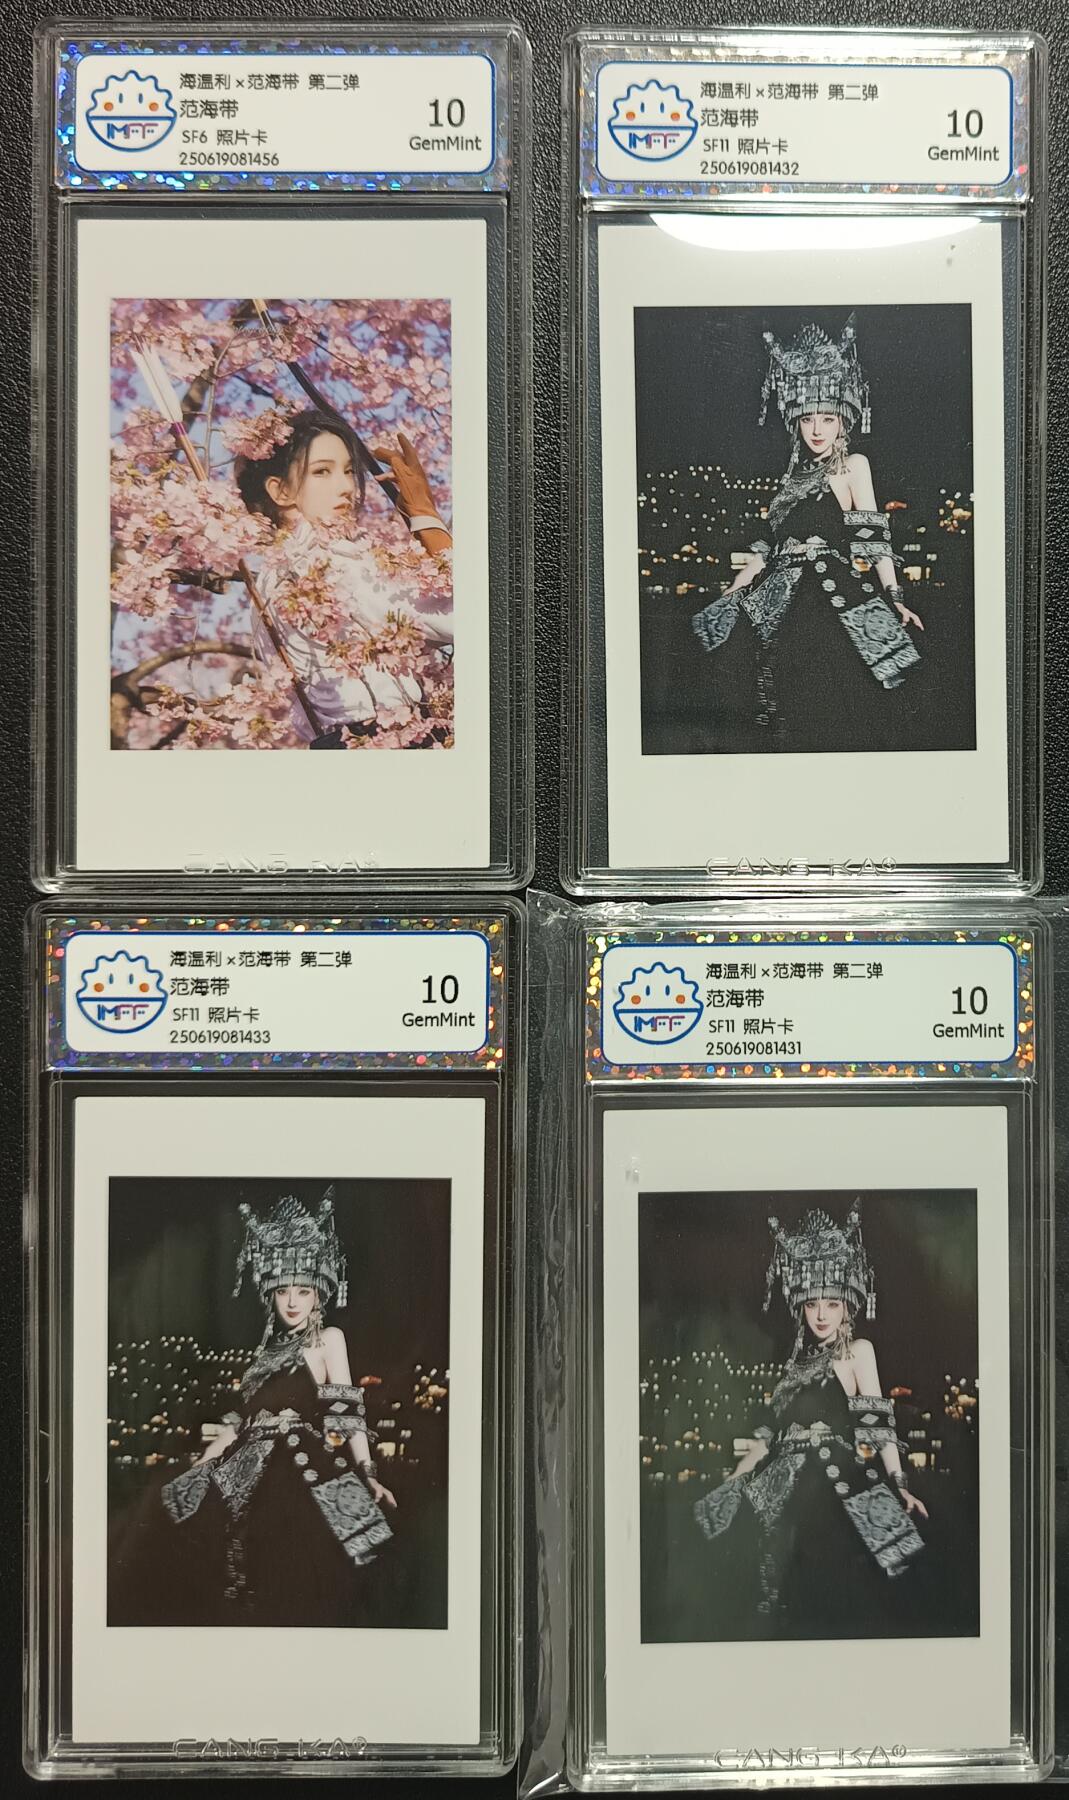 海温利×范海带 第二弹
范海带
SF6 照片卡
250619081456
10
GemMint
IMFF
CANG KA®
海温利×范海带 第二弹
范海带
SF11 照片卡
250619081432
10
GemMint
IMFF
CANG KA®
海温利×范海带 第二弹
范海带
SF11 照片卡
250619081433
10
GemMint
IMFF
CANG KA®
海温利×范海带 第二弹
范海带
SF11 照片卡
250619081431
10
GemMint
IMFF
CANG KA®